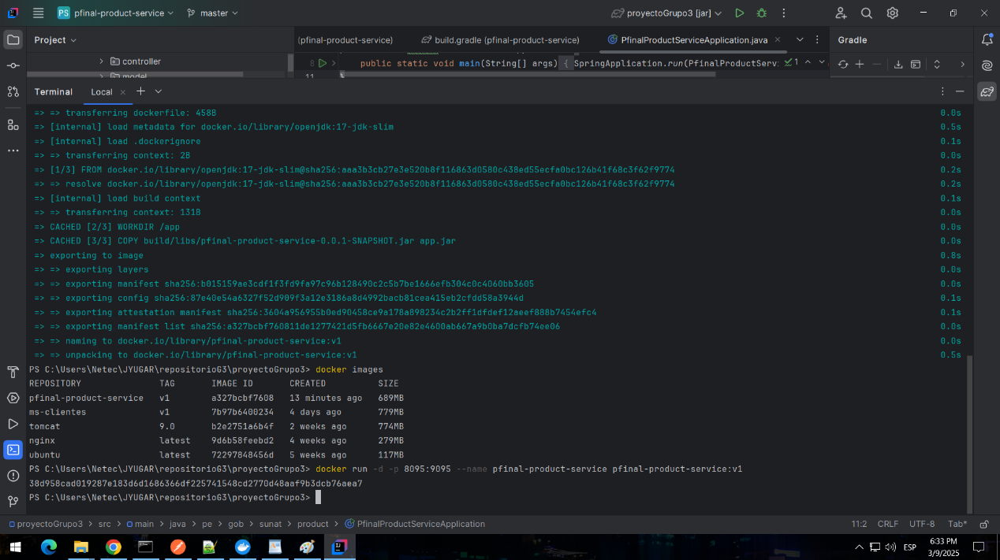 PS pfinal-product-service master proyectoGrupo3 [jar]
Project
(pfinal-product-service) build.gradle (pfinal-product-service) PfinalProductServiceApplication.java Gradle
controller
8 public static void main(String[] args) { SpringApplication.run(PfinalProductServ: 1
model
11 }
Terminal Local
=> => transferring dockerfile: 458B 0.0s
=> [internal] load metadata for docker.io/library/openjdk:17-jdk-slim 0.5s
=> [internal] load .dockerignore 0.1s
=> => transferring context: 2B 0.0s
=> [1/3] FROM docker.io/library/openjdk:17-jdk-slim@sha256:aaa3b3cb27e3e520b8f116863d0580c438ed55ecfa0bc126b41f68c3f62f9774 0.2s
=> => resolve docker.io/library/openjdk:17-jdk-slim@sha256:aaa3b3cb27e3e520b8f116863d0580c438ed55ecfa0bc126b41f68c3f62f9774 0.2s
=> [internal] load build context 0.1s
=> => transferring context: 131B 0.0s
=> CACHED [2/3] WORKDIR /app 0.0s
=> CACHED [3/3] COPY build/libs/pfinal-product-service-0.0.1-SNAPSHOT.jar app.jar 0.0s
=> exporting to image 0.8s
=> => exporting layers 0.0s
=> => exporting manifest sha256:b015159ae3cdf1f3fd9fa97c96b128490c2c5b7be1666efb304c0c4060bb3605 0.0s
=> => exporting config sha256:87e40e54a6327f52d909f3a12e3186a8d4992bacb81cea415eb2cfdd58a3944d 0.1s
=> => exporting attestation manifest sha256:3604a956955b0ed90458ce9a178a898234c2b2ff1dfdef12aeef888b7454efc4 0.1s
=> => exporting manifest list sha256:a327bcbf760811de1277421d5fb6667e20e82e4600ab667a9b0ba7dcfb74ee06 0.0s
=> => naming to docker.io/library/pfinal-product-service:v1 0.0s
=> => unpacking to docker.io/library/pfinal-product-service:v1 0.5s
PS C:\Users\Netec\JYUGAR\repositorioG3\proyectoGrupo3> docker images
REPOSITORY TAG IMAGE ID CREATED SIZE
pfinal-product-service v1 a327bcbf7608 13 minutes ago 689MB
ms-clientes v1 7b97b6400234 4 days ago 779MB
tomcat 9.0 b2e2751a6b4f 2 weeks ago 774MB
nginx latest 9d6b58feebd2 4 weeks ago 279MB
ubuntu latest 72297848456d 5 weeks ago 117MB
PS C:\Users\Netec\JYUGAR\repositorioG3\proyectoGrupo3> docker run -d -p 8095:9095 --name pfinal-product-service pfinal-product-service:v1
38d958cad019287e183d6d1686366df225741548cd2770d48aaf9b3dcb76aea7
PS C:\Users\Netec\JYUGAR\repositorioG3\proyectoGrupo3>
proyectoGrupo3 > src > main > java > pe > gob > sunat > product > PfinalProductServiceApplication 11:2 CRLF UTF-8 Tab*
ESP 6:33 PM
3/9/2025